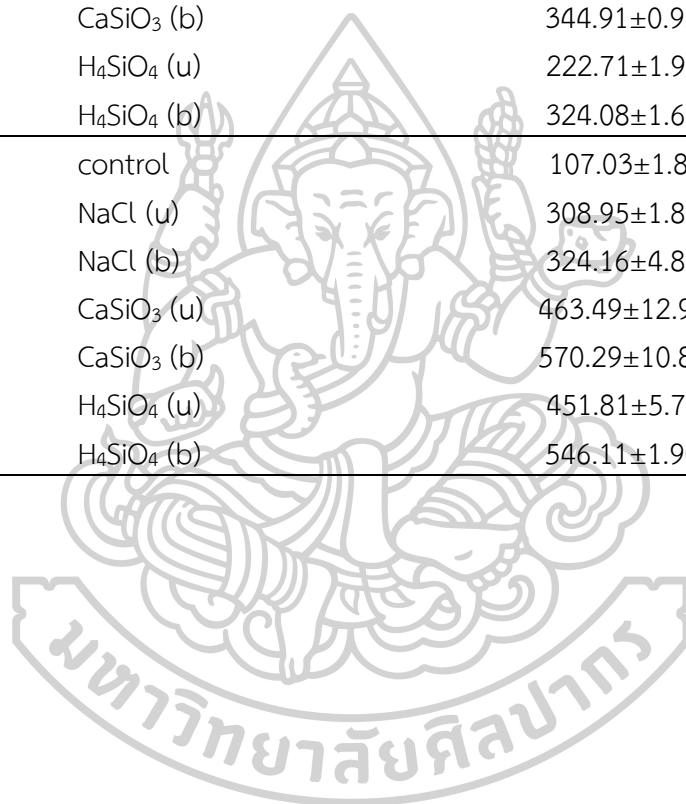 CaSiO₃ (b) 344.91±0.9
H₄SiO₄ (u) 222.71±1.9
H₄SiO₄ (b) 324.08±1.6
control 107.03±1.8
NaCl (u) 308.95±1.8
NaCl (b) 324.16±4.8
CaSiO₃ (u) 463.49±12.9
CaSiO₃ (b) 570.29±10.8
H₄SiO₄ (u) 451.81±5.7
H₄SiO₄ (b) 546.11±1.9
มหาวิทยาลัยศิลปากร